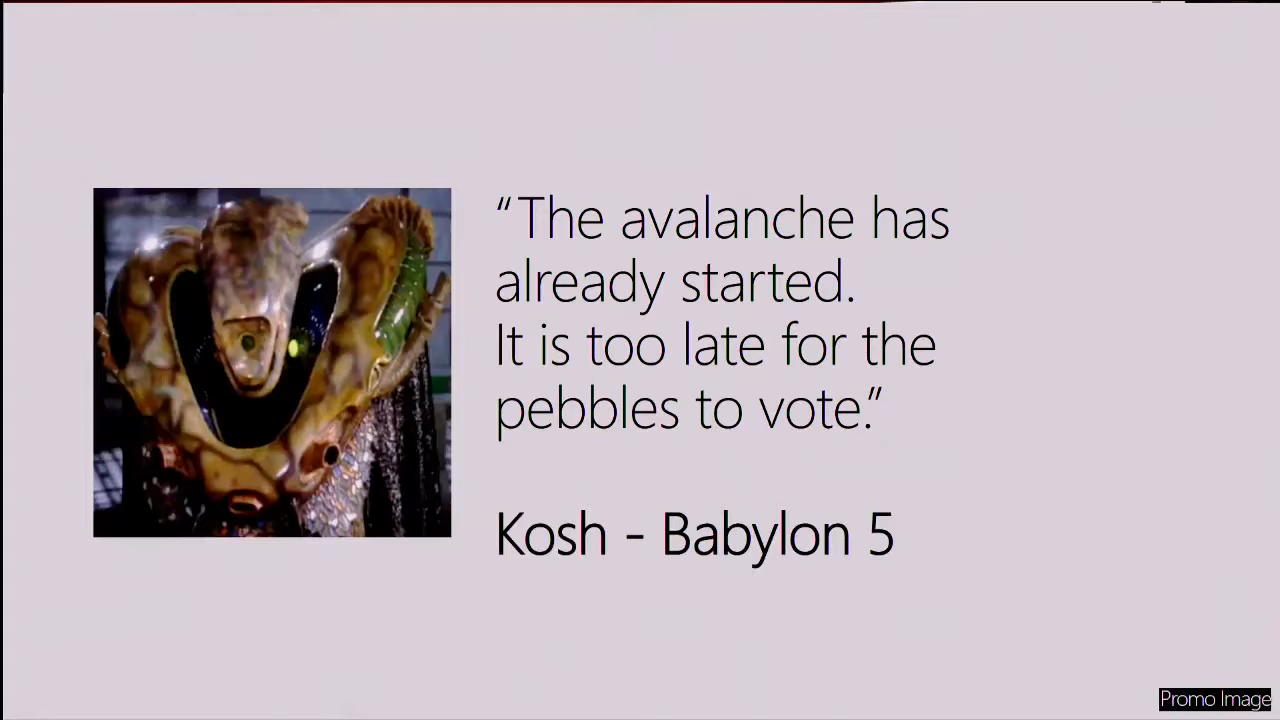 “The avalanche has
already started.
It is too late for the
pebbles to vote.”
Kosh - Babylon 5
Promo Image